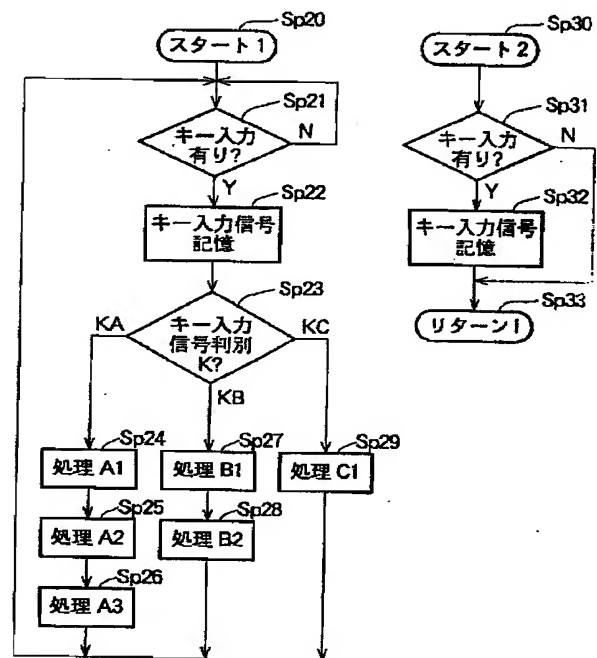 Sp20
スタート1
Sp21
キー入力
有り?
N
Y
Sp22
キー入力信号
記憶
Sp23
キー入力
信号判別
K?
KA
KC
KB
Sp24
処理 A1
Sp25
処理 A2
Sp26
処理 A3
Sp27
処理 B1
Sp28
処理 B2
Sp29
処理 C1
Sp30
スタート2
Sp31
キー入力
有り?
N
Y
Sp32
キー入力信号
記憶
Sp33
リターン1